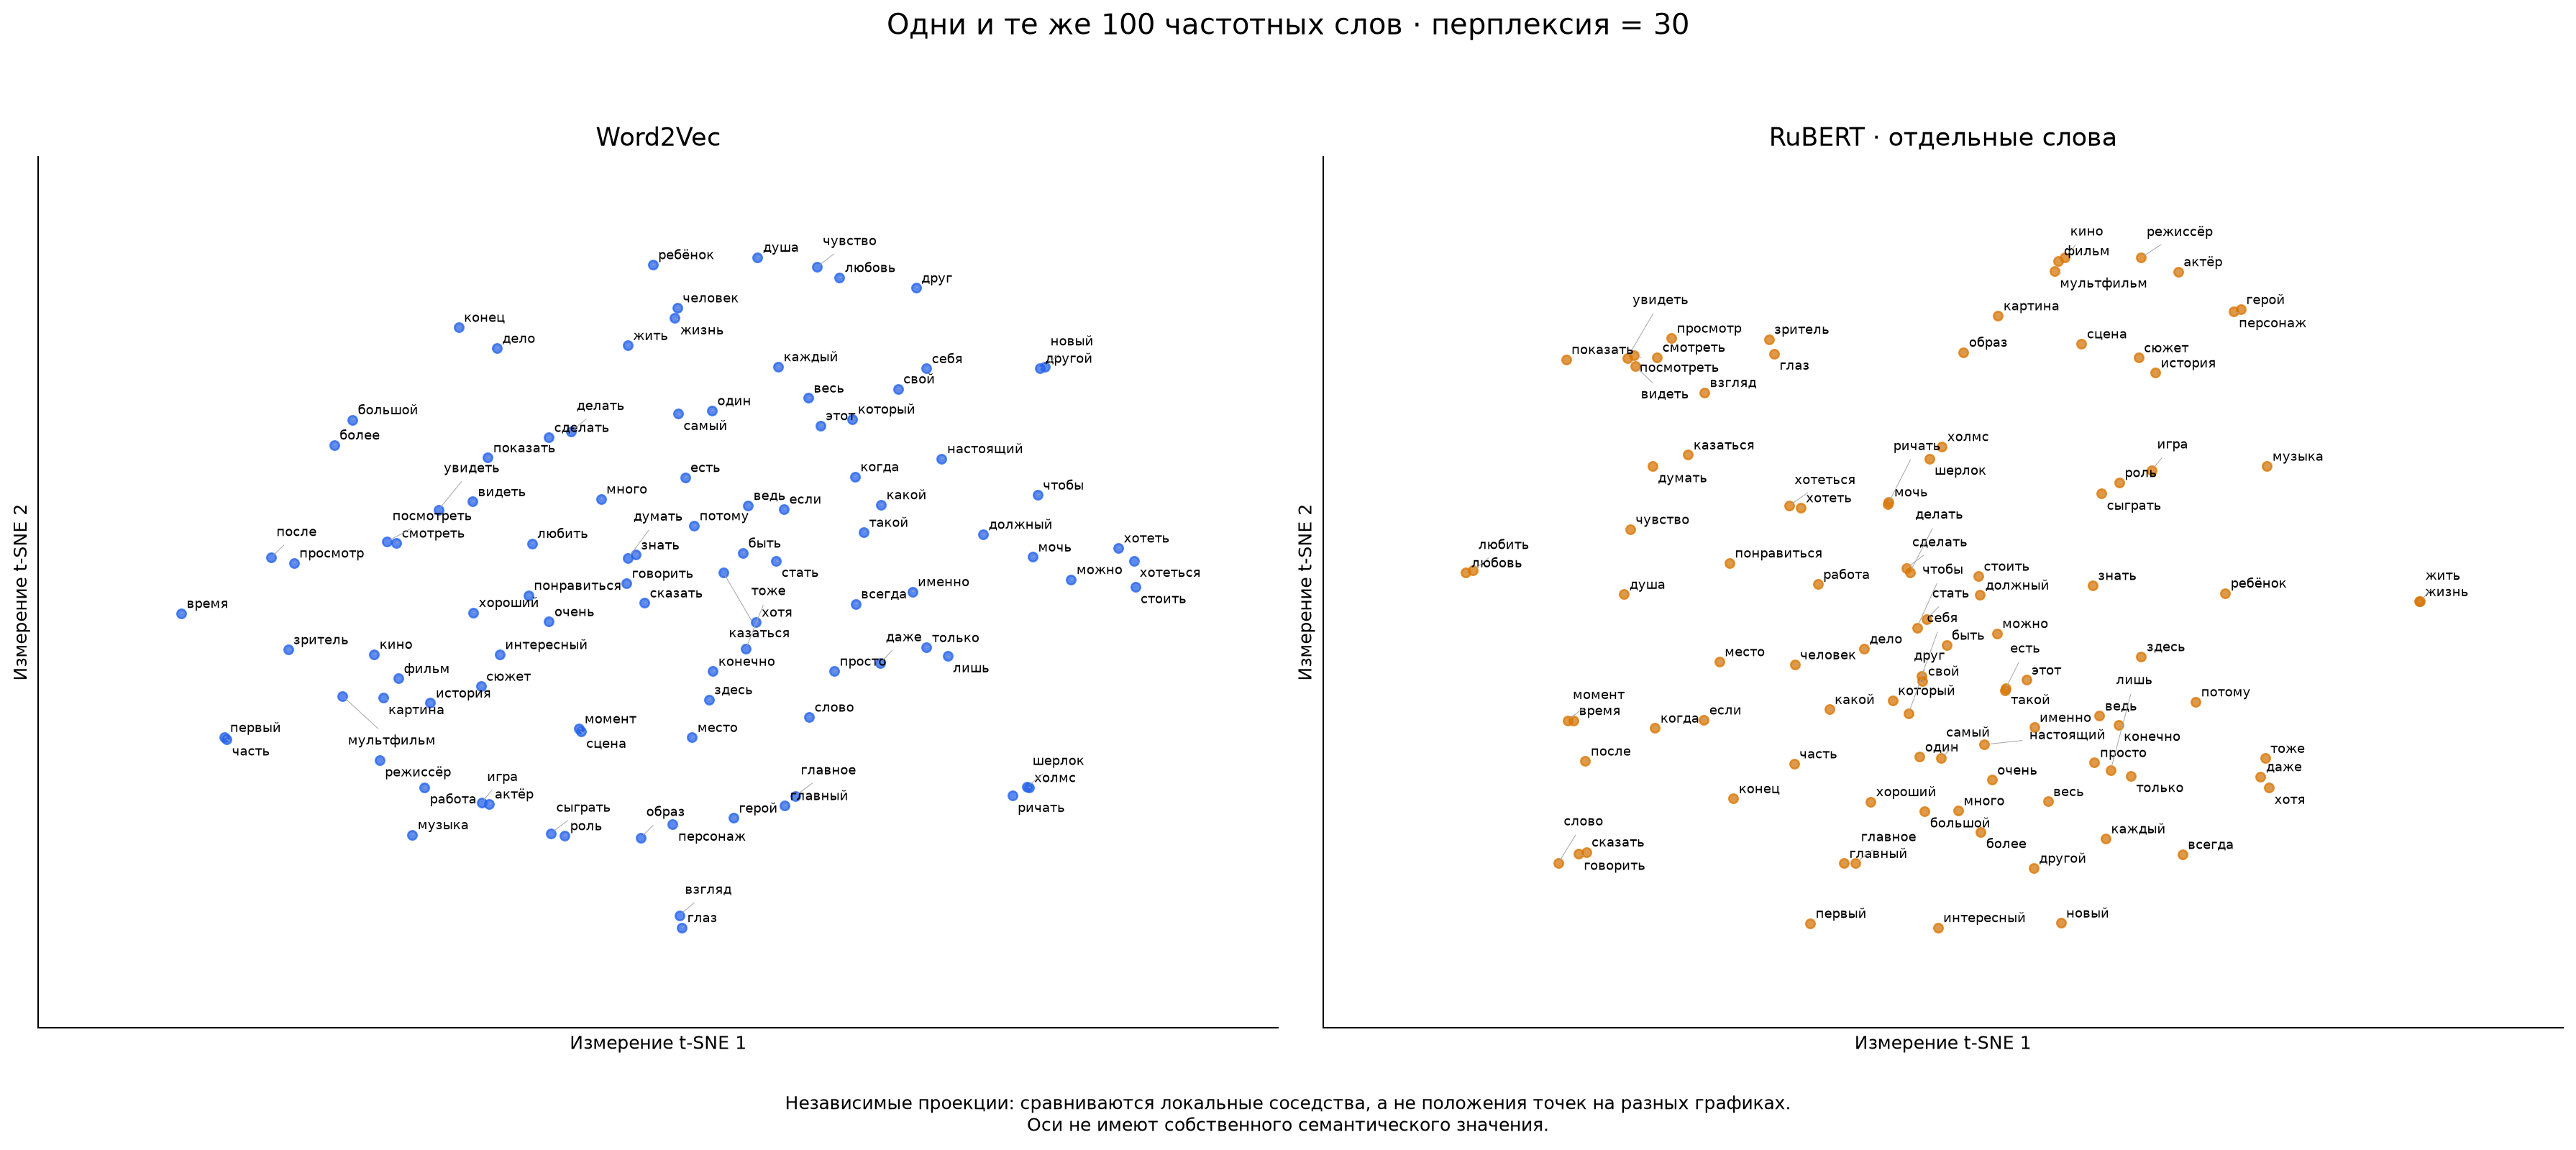 Одни и те же 100 частотных слов · перплексия = 30
Word2Vec
чувство
душа
ребёнок
любовь
друг
человек
конец
жизнь
жить
дело
новый
другой
каждый
себя
свой
весь
большой
делать
один
который
этот
самый
сделать
более
показать
настоящий
увидеть
есть
когда
видеть
много
чтобы
ведь
если
какой
посмотреть
думать
потому
такой
должный
после
смотреть
любить
просмотр
знать
быть
мочь
хотеть
стать
можно
хотеться
говорить
понравиться
именно
тоже
всегда
сказать
стоить
время
хороший
очень
хотя
казаться
зритель
кино
интересный
даже
только
конечно
просто
лишь
фильм
сюжет
история
здесь
картина
слово
момент
первый
место
сцена
мультфильм
часть
режиссёр
шерлок
игра
главное
холмс
работа
актёр
главный
сыграть
образ
герой
ричать
музыка
роль
персонаж
взгляд
глаз
Измерение t-SNE 2
Измерение t-SNE 1
RuBERT · отдельные слова
кино
режиссёр
фильм
актёр
мультфильм
увидеть
картина
герой
персонаж
просмотр
зритель
сцена
показать
смотреть
образ
сюжет
посмотреть
глаз
история
взгляд
видеть
казаться
ричать
холмс
игра
музыка
думать
шерлок
роль
хотеться
хотеть
мочь
сыграть
чувство
делать
любить
сделать
любовь
понравиться
чтобы
работа
стоить
знать
жить
душа
должный
ребёнок
жизнь
стать
себя
можно
дело
быть
место
человек
друг
есть
здесь
свой
этот
лишь
момент
который
такой
потому
время
когда
если
какой
именно
ведь
самый
настоящий
конечно
после
часть
один
просто
тоже
очень
даже
только
конец
хороший
много
весь
хотя
слово
большой
главное
каждый
сказать
главный
более
говорить
другой
всегда
первый
интересный
новый
Измерение t-SNE 2
Измерение t-SNE 1
Независимые проекции: сравниваются локальные соседства, а не положения точек на разных графиках.
Оси не имеют собственного семантического значения.